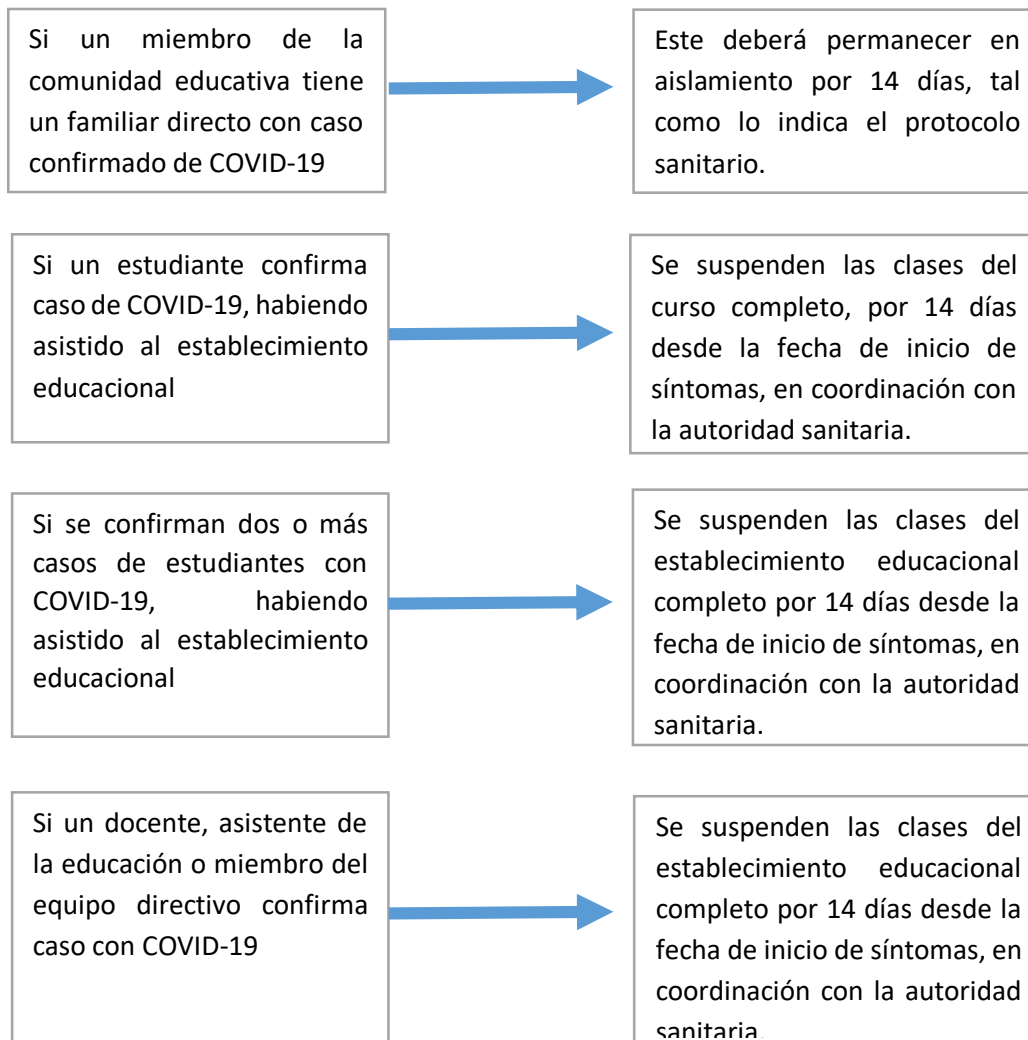 Si un miembro de la
comunidad educativa tiene
un familiar directo con caso
confirmado de COVID-19
Este deberá permanecer en
aislamiento por 14 días, tal
como lo indica el protocolo
sanitario.
Si un estudiante confirma
caso de COVID-19, habiendo
asistido al establecimiento
educacional
Se suspenden las clases del
curso completo, por 14 días
desde la fecha de inicio de
síntomas, en coordinación con
la autoridad sanitaria.
Si se confirman dos o más
casos de estudiantes con
COVID-19, habiendo
asistido al establecimiento
educacional
Se suspenden las clases del
establecimiento educacional
completo por 14 días desde la
fecha de inicio de síntomas, en
coordinación con la autoridad
sanitaria.
Si un docente, asistente de
la educación o miembro del
equipo directivo confirma
caso con COVID-19
Se suspenden las clases del
establecimiento educacional
completo por 14 días desde la
fecha de inicio de síntomas, en
coordinación con la autoridad
sanitaria.